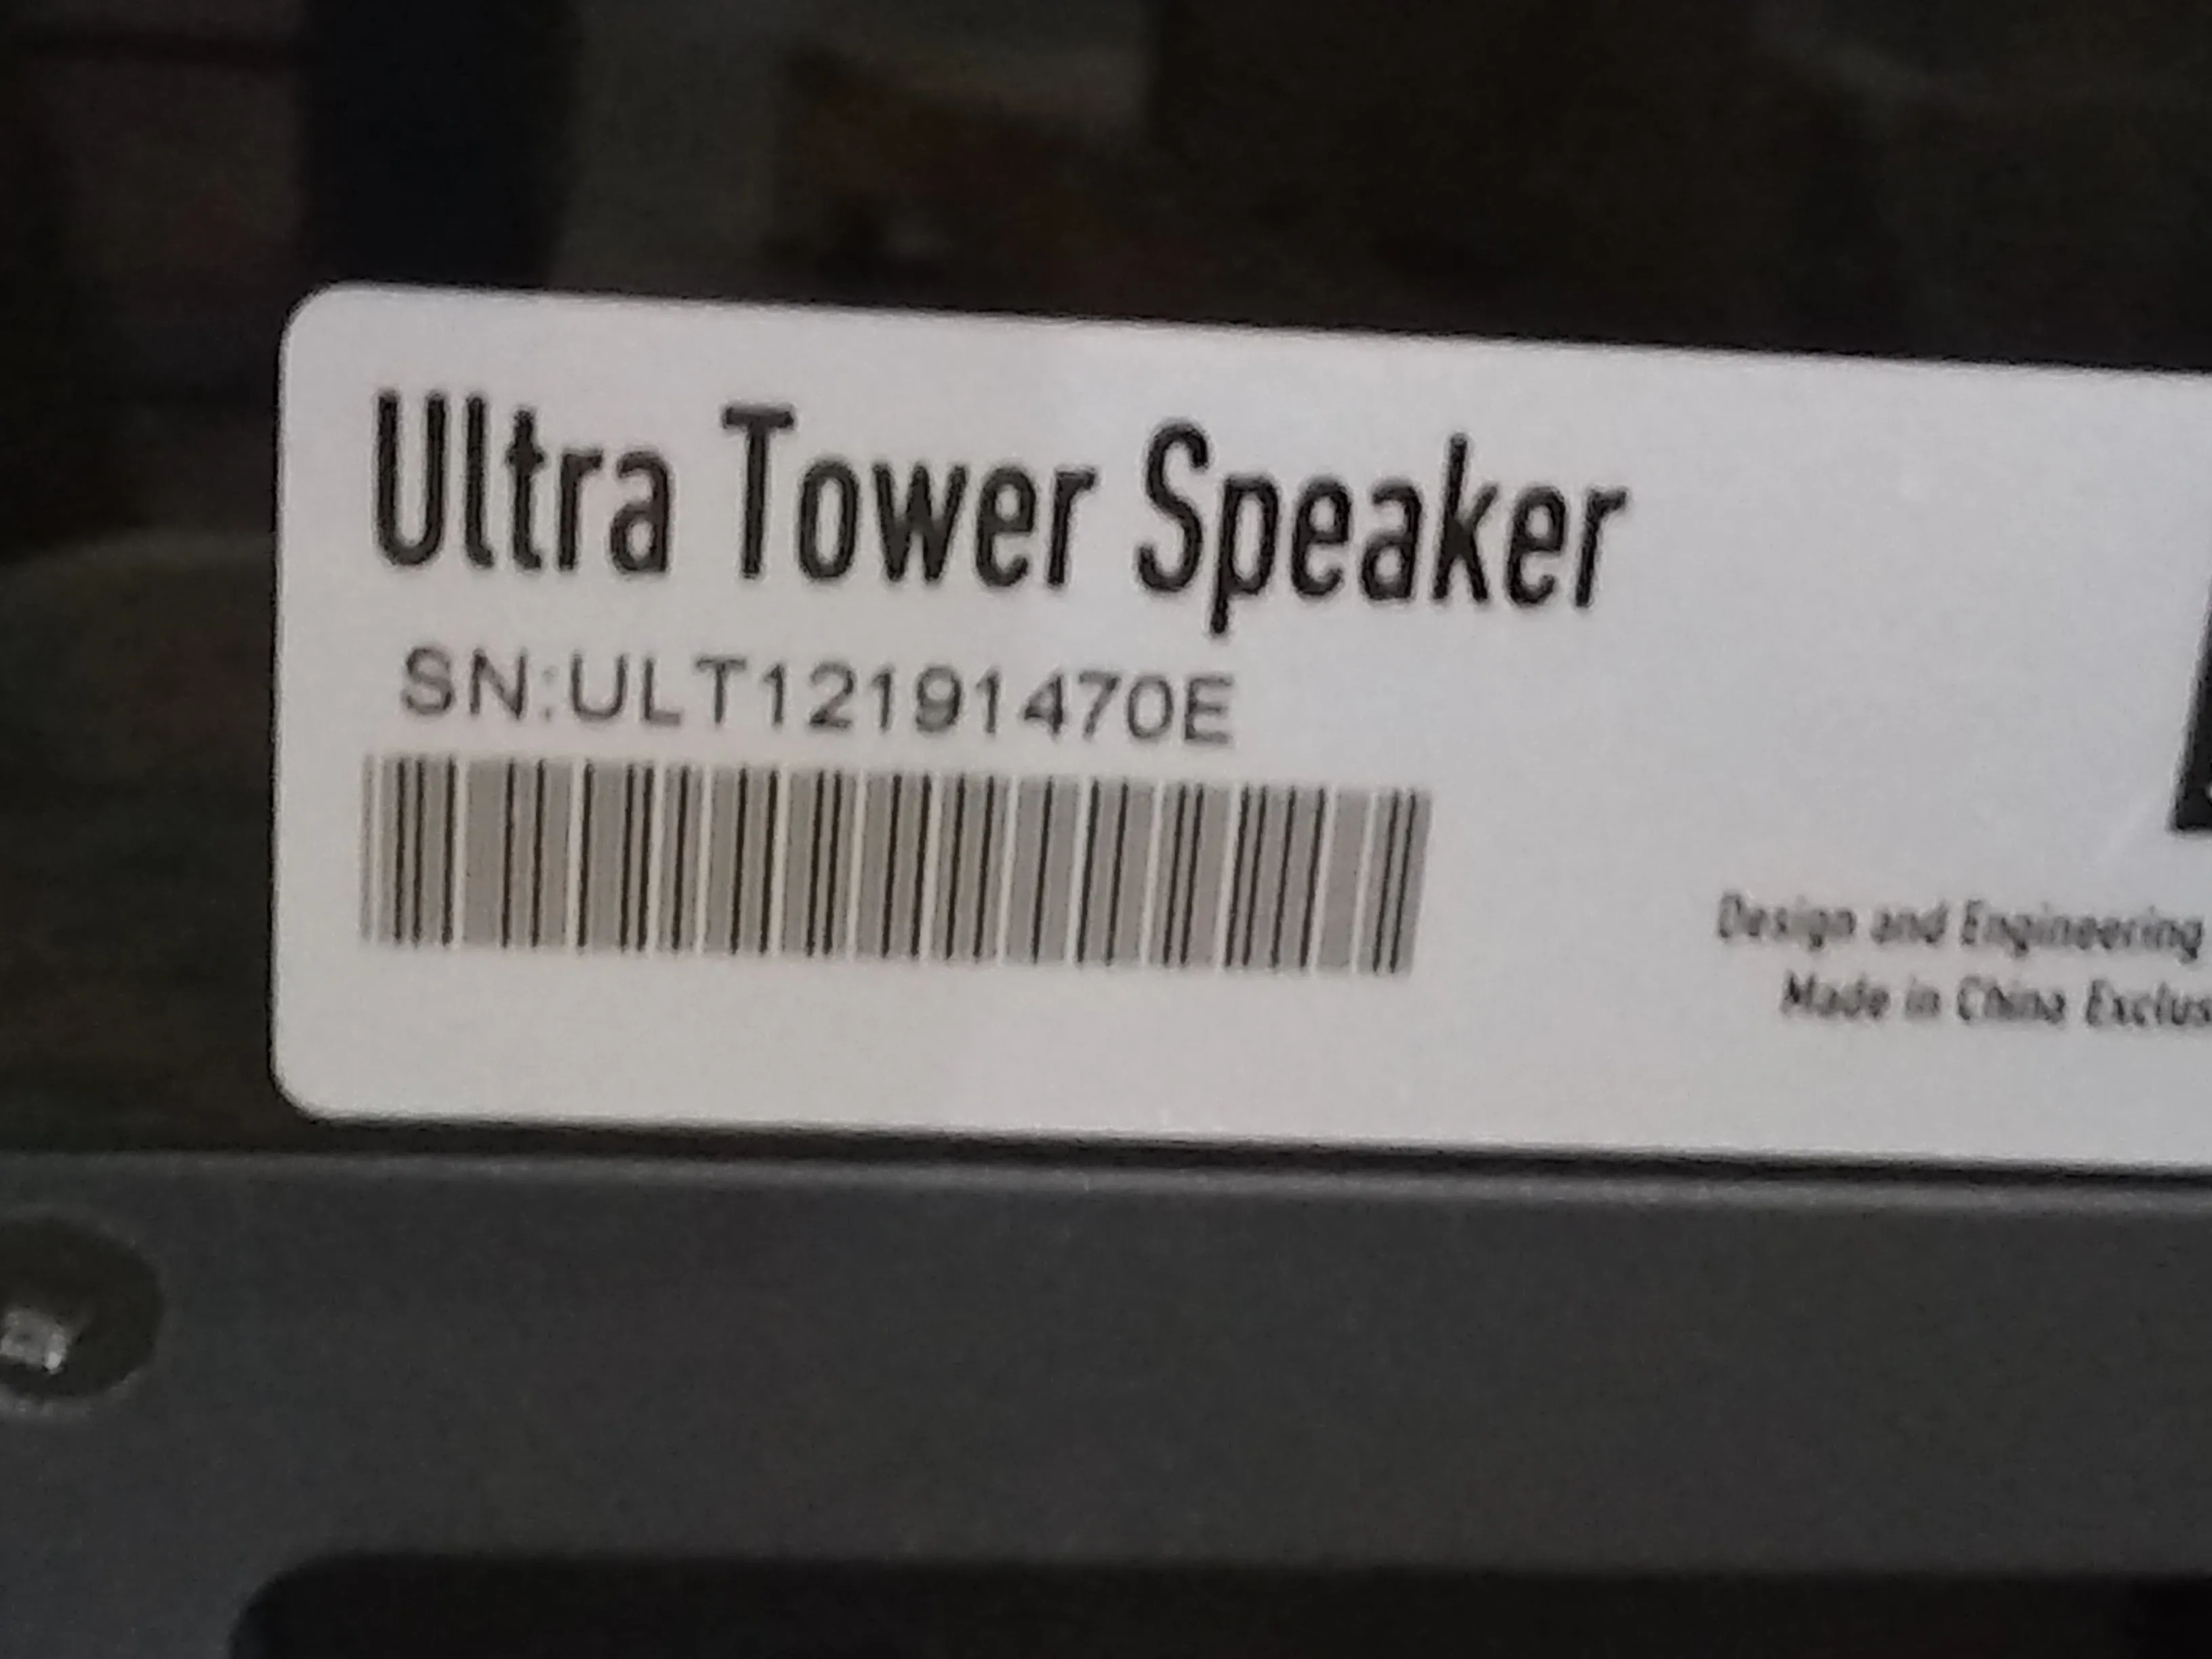 Ultra Tower Speaker
SN:ULT12191470E
Design and Engineering
Made in China Exclus